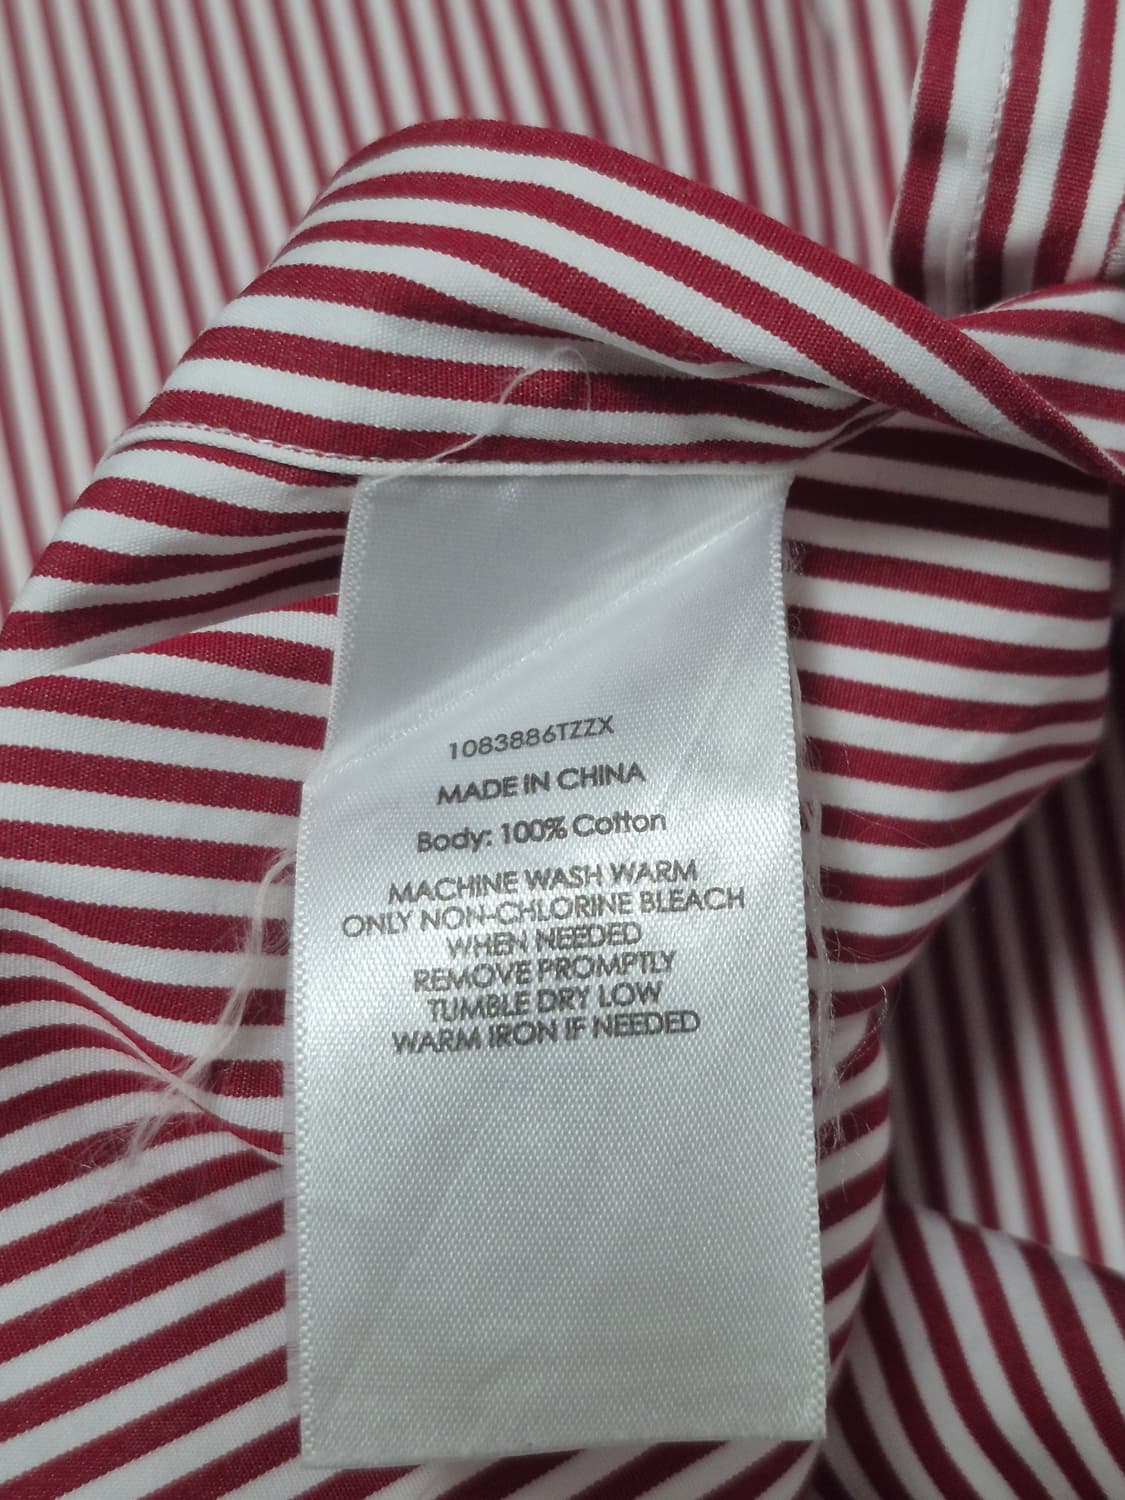 1083886TZZX
MADE IN CHINA
Body: 100% Cotton
MACHINE WASH WARM
ONLY NON-CHLORINE BLEACH
WHEN NEEDED
REMOVE PROMPTLY
TUMBLE DRY LOW
WARM IRON IF NEEDED